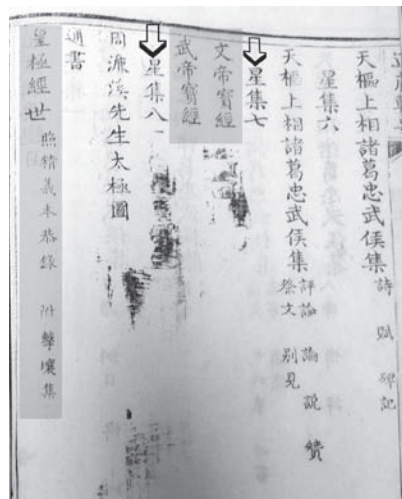 天樞上相諸葛忠武侯集 詩 賦 碑記
星集六
天樞上相諸葛忠武侯集 評論 論 說 贊
祭文 別見
星集七
文帝寶經
武帝寶經
星集八
周濂溪先生太極圖
通書
皇極經世 照精義本恭錄 附擊壤集